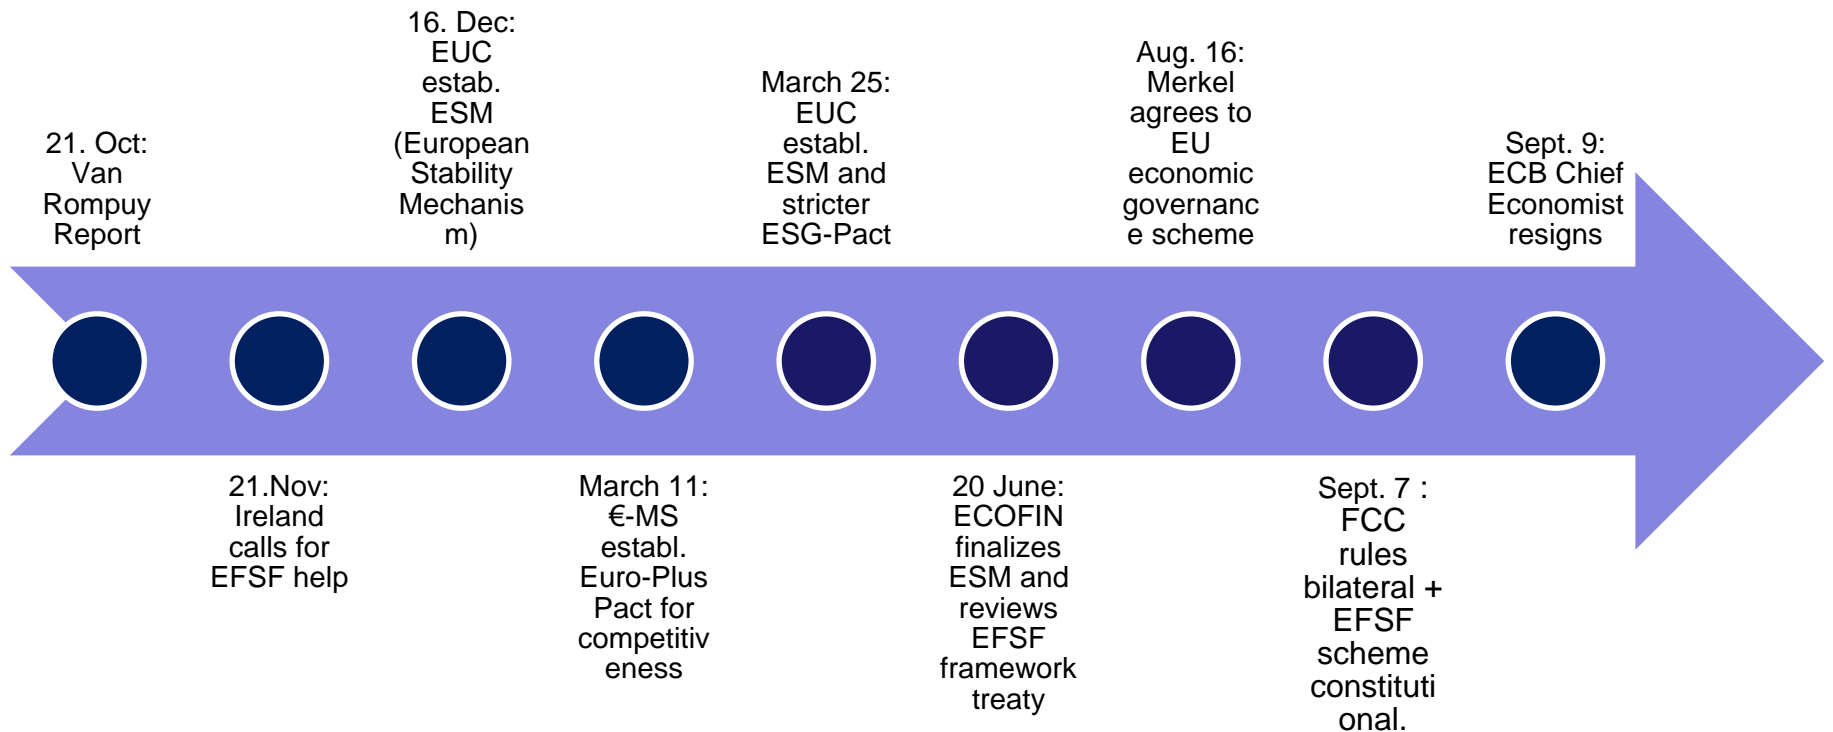 21. Oct:
Van
Rompuy
Report
21.Nov:
Ireland
calls for
EFSF help
16. Dec:
EUC
estab.
ESM
(European
Stability
Mechanis
m)
March 11:
€-MS
establ.
Euro-Plus
Pact for
competitiv
eness
March 25:
EUC
establ.
ESM and
stricter
ESG-Pact
20 June:
ECOFIN
finalizes
ESM and
reviews
EFSF
framework
treaty
Aug. 16:
Merkel
agrees to
EU
economic
governanc
e scheme
Sept. 7 :
FCC
rules
bilateral +
EFSF
scheme
constituti
onal.
Sept. 9:
ECB Chief
Economist
resigns